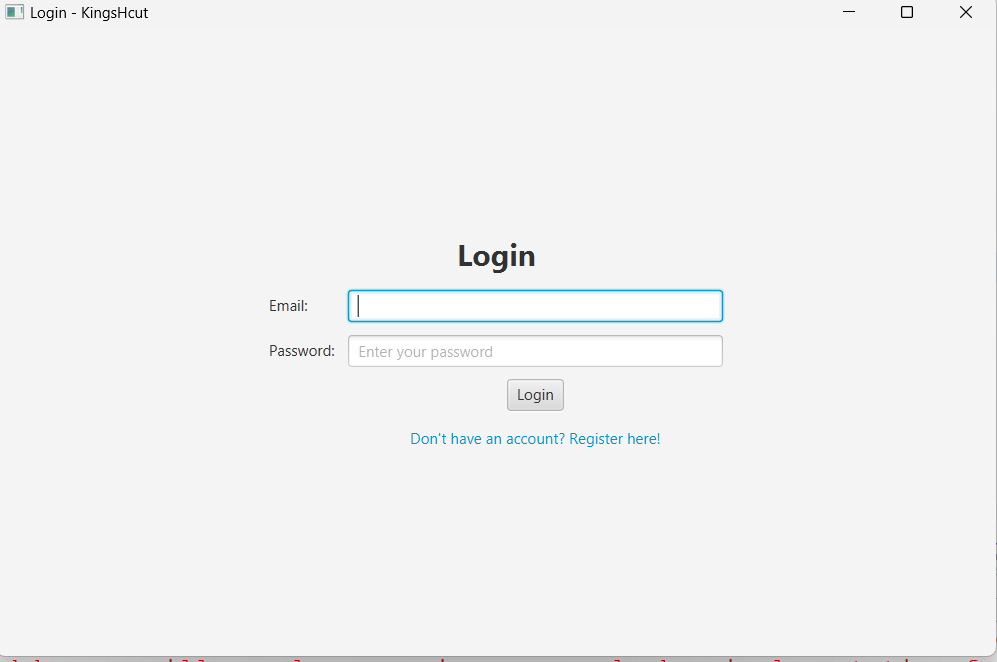 Login - KingsHcut
Login
Email:
Password: Enter your password
Login
Don't have an account? Register here!